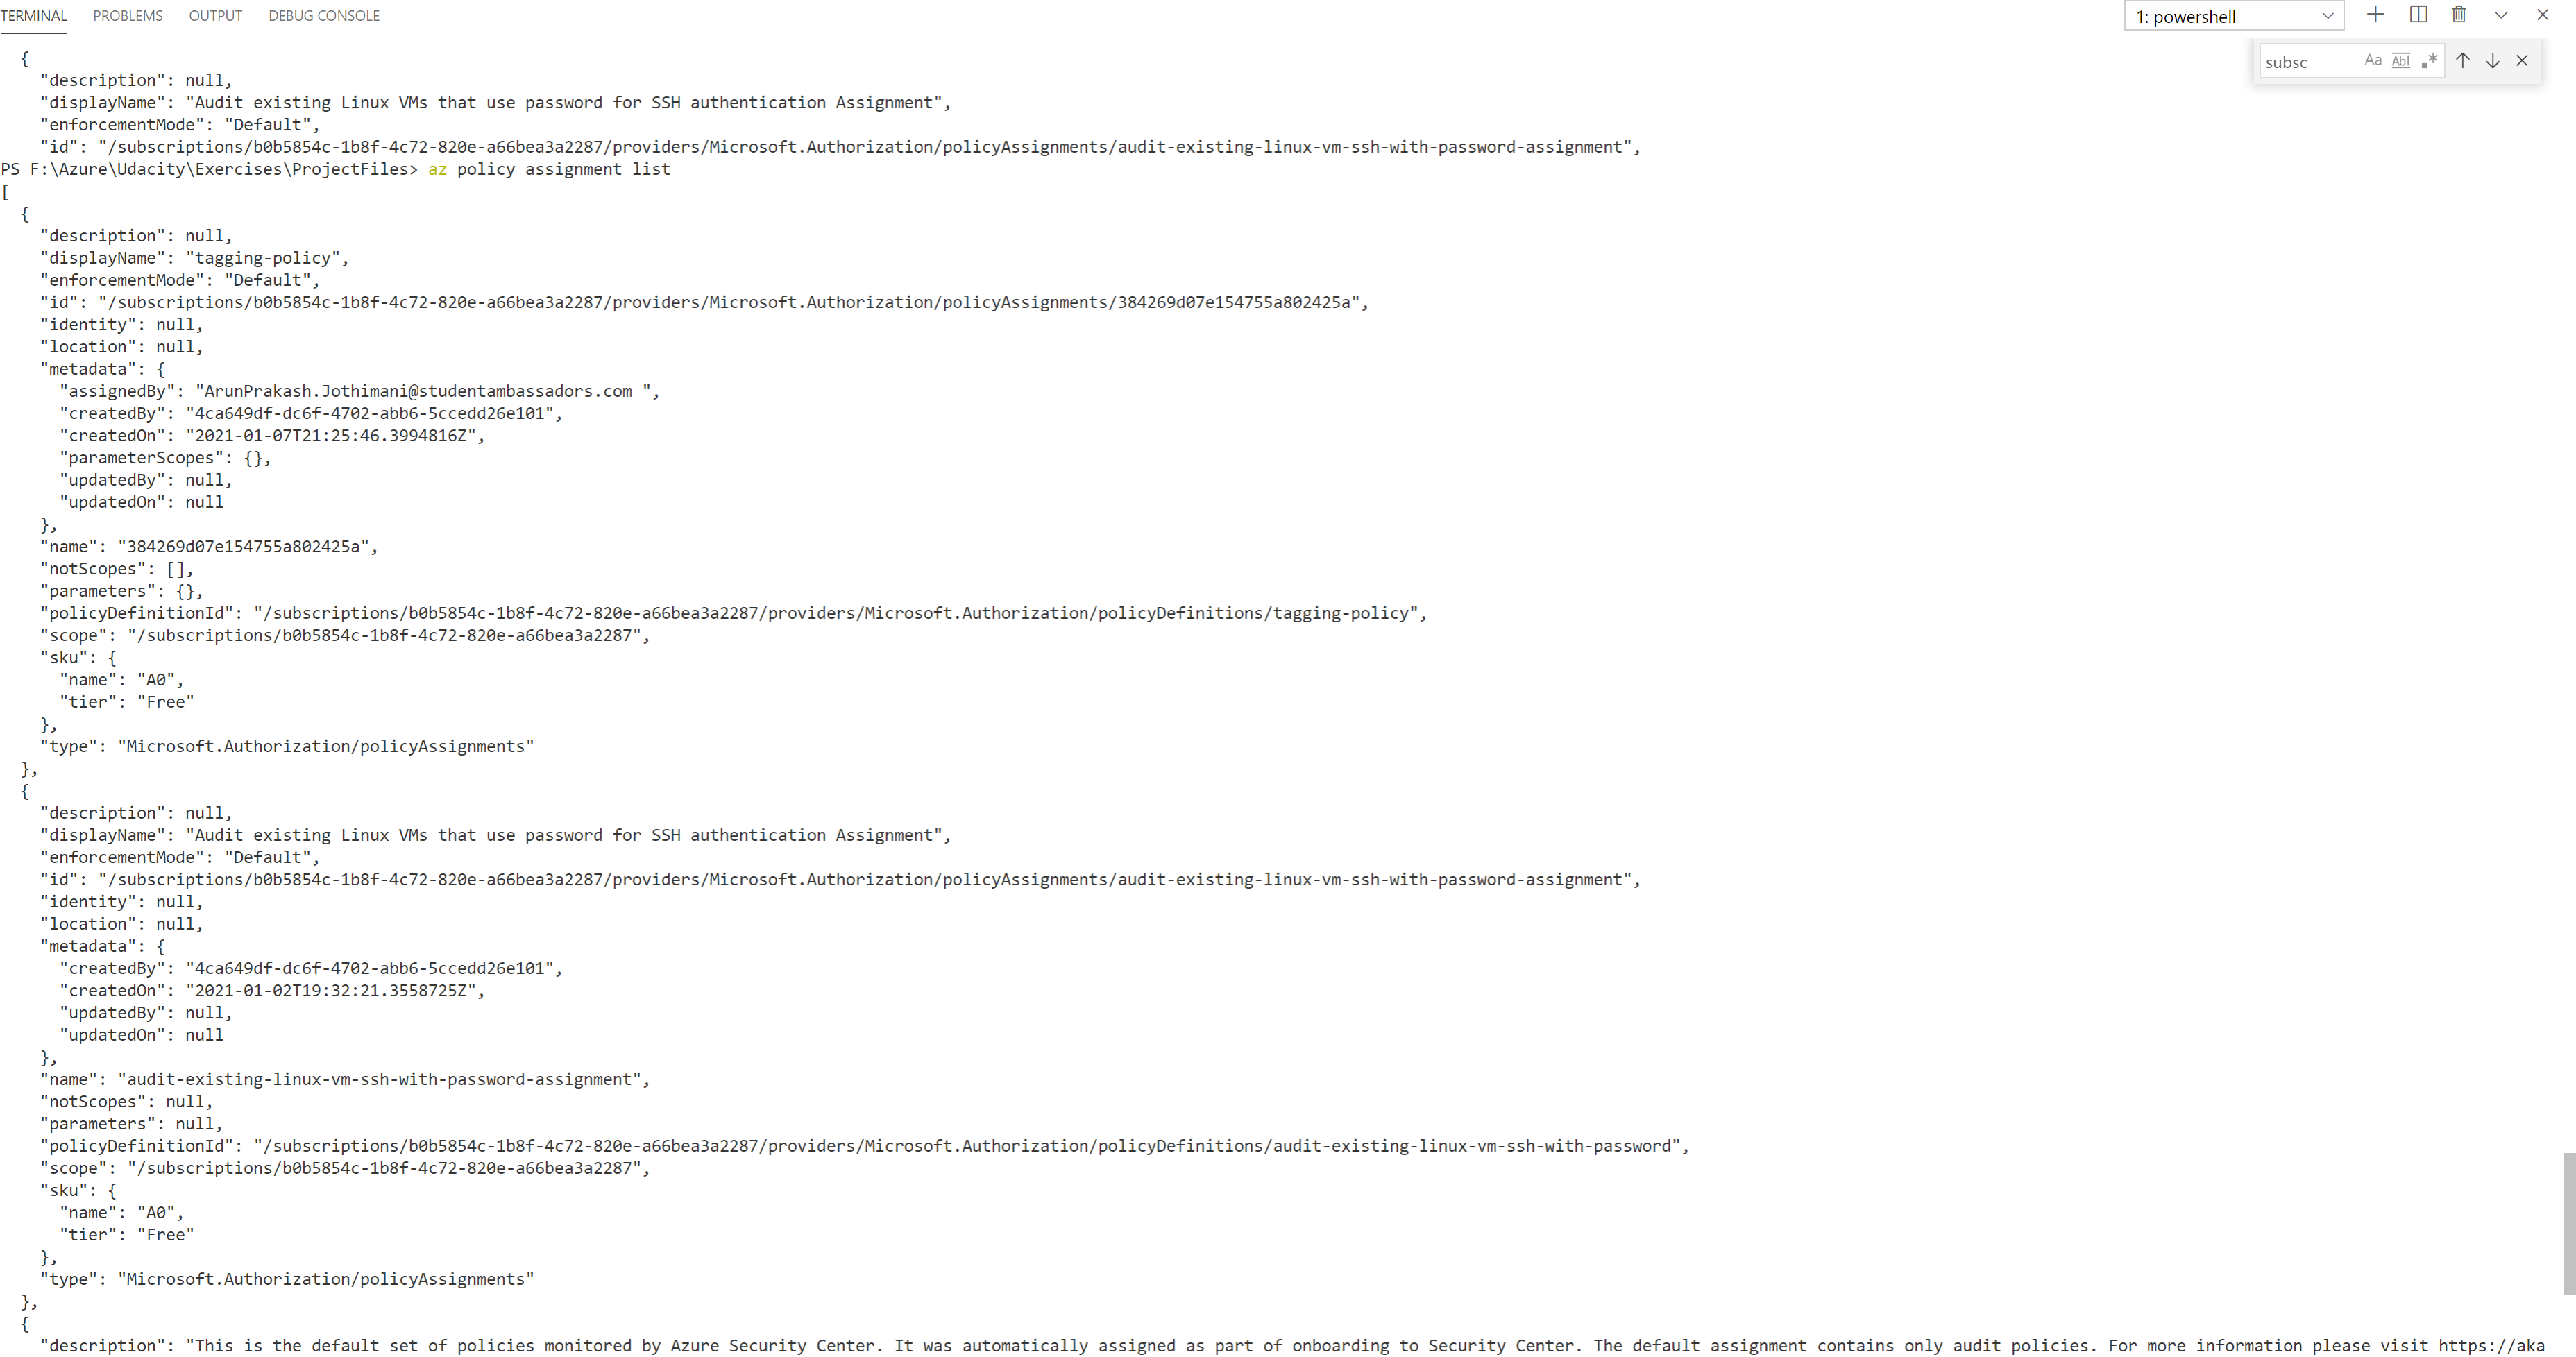 TERMINAL PROBLEMS OUTPUT DEBUG CONSOLE 1: powershell
subsc Aa Abl .*
  {
    "description": null,
    "displayName": "Audit existing Linux VMs that use password for SSH authentication Assignment",
    "enforcementMode": "Default",
    "id": "/subscriptions/b0b5854c-1b8f-4c72-820e-a66bea3a2287/providers/Microsoft.Authorization/policyAssignments/audit-existing-linux-vm-ssh-with-password-assignment",
PS F:\Azure\Udacity\Exercises\ProjectFiles> az policy assignment list
[
  {
    "description": null,
    "displayName": "tagging-policy",
    "enforcementMode": "Default",
    "id": "/subscriptions/b0b5854c-1b8f-4c72-820e-a66bea3a2287/providers/Microsoft.Authorization/policyAssignments/384269d07e154755a802425a",
    "identity": null,
    "location": null,
    "metadata": {
      "assignedBy": "ArunPrakash.Jothimani@studentambassadors.com ",
      "createdBy": "4ca649df-dc6f-4702-abb6-5ccedd26e101",
      "createdOn": "2021-01-07T21:25:46.3994816Z",
      "parameterScopes": {},
      "updatedBy": null,
      "updatedOn": null
    },
    "name": "384269d07e154755a802425a",
    "notScopes": [],
    "parameters": {},
    "policyDefinitionId": "/subscriptions/b0b5854c-1b8f-4c72-820e-a66bea3a2287/providers/Microsoft.Authorization/policyDefinitions/tagging-policy",
    "scope": "/subscriptions/b0b5854c-1b8f-4c72-820e-a66bea3a2287",
    "sku": {
      "name": "A0",
      "tier": "Free"
    },
    "type": "Microsoft.Authorization/policyAssignments"
  },
  {
    "description": null,
    "displayName": "Audit existing Linux VMs that use password for SSH authentication Assignment",
    "enforcementMode": "Default",
    "id": "/subscriptions/b0b5854c-1b8f-4c72-820e-a66bea3a2287/providers/Microsoft.Authorization/policyAssignments/audit-existing-linux-vm-ssh-with-password-assignment",
    "identity": null,
    "location": null,
    "metadata": {
      "createdBy": "4ca649df-dc6f-4702-abb6-5ccedd26e101",
      "createdOn": "2021-01-02T19:32:21.3558725Z",
      "updatedBy": null,
      "updatedOn": null
    },
    "name": "audit-existing-linux-vm-ssh-with-password-assignment",
    "notScopes": null,
    "parameters": null,
    "policyDefinitionId": "/subscriptions/b0b5854c-1b8f-4c72-820e-a66bea3a2287/providers/Microsoft.Authorization/policyDefinitions/audit-existing-linux-vm-ssh-with-password",
    "scope": "/subscriptions/b0b5854c-1b8f-4c72-820e-a66bea3a2287",
    "sku": {
      "name": "A0",
      "tier": "Free"
    },
    "type": "Microsoft.Authorization/policyAssignments"
  },
  {
    "description": "This is the default set of policies monitored by Azure Security Center. It was automatically assigned as part of onboarding to Security Center. The default assignment contains only audit policies. For more information please visit https://aka